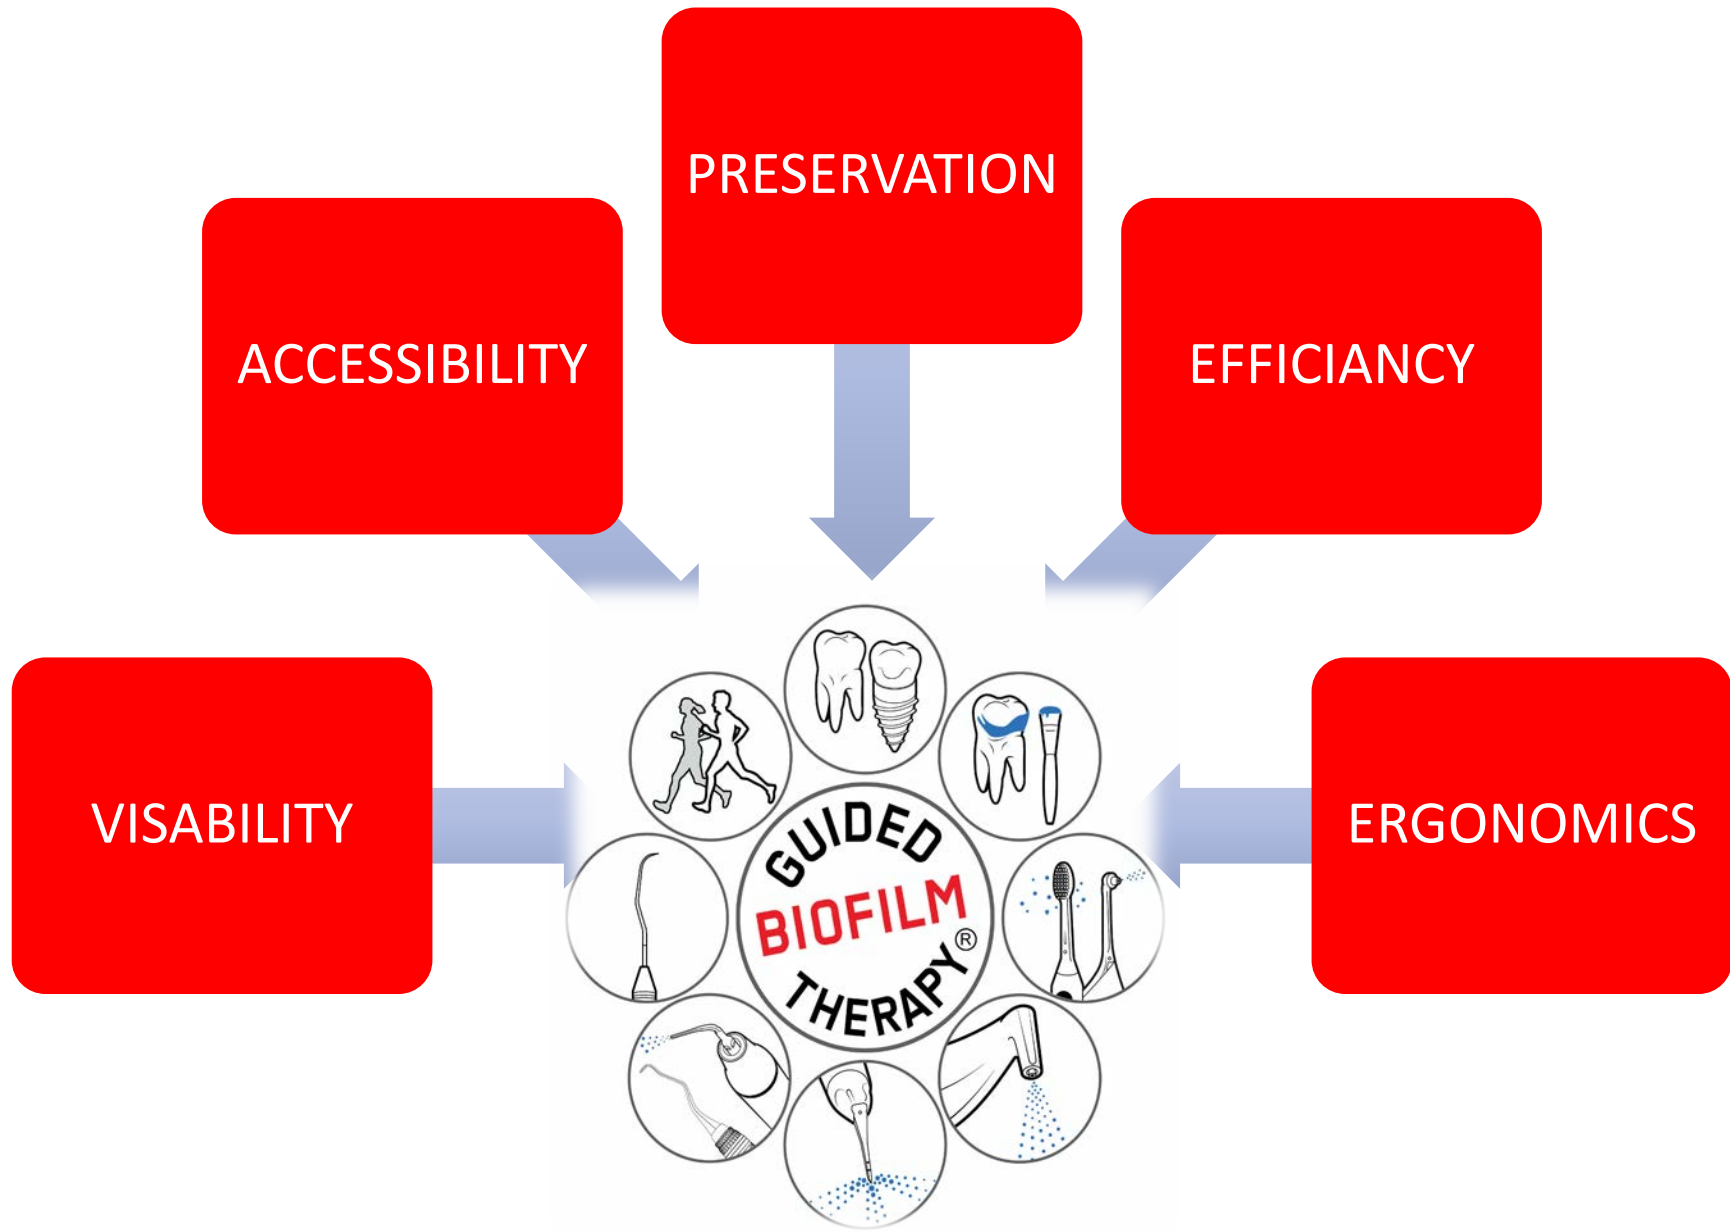 PRESERVATION
ACCESSIBILITY
EFFICIANCY
VISABILITY
ERGONOMICS
GUIDED
BIOFILM
THERAPY®